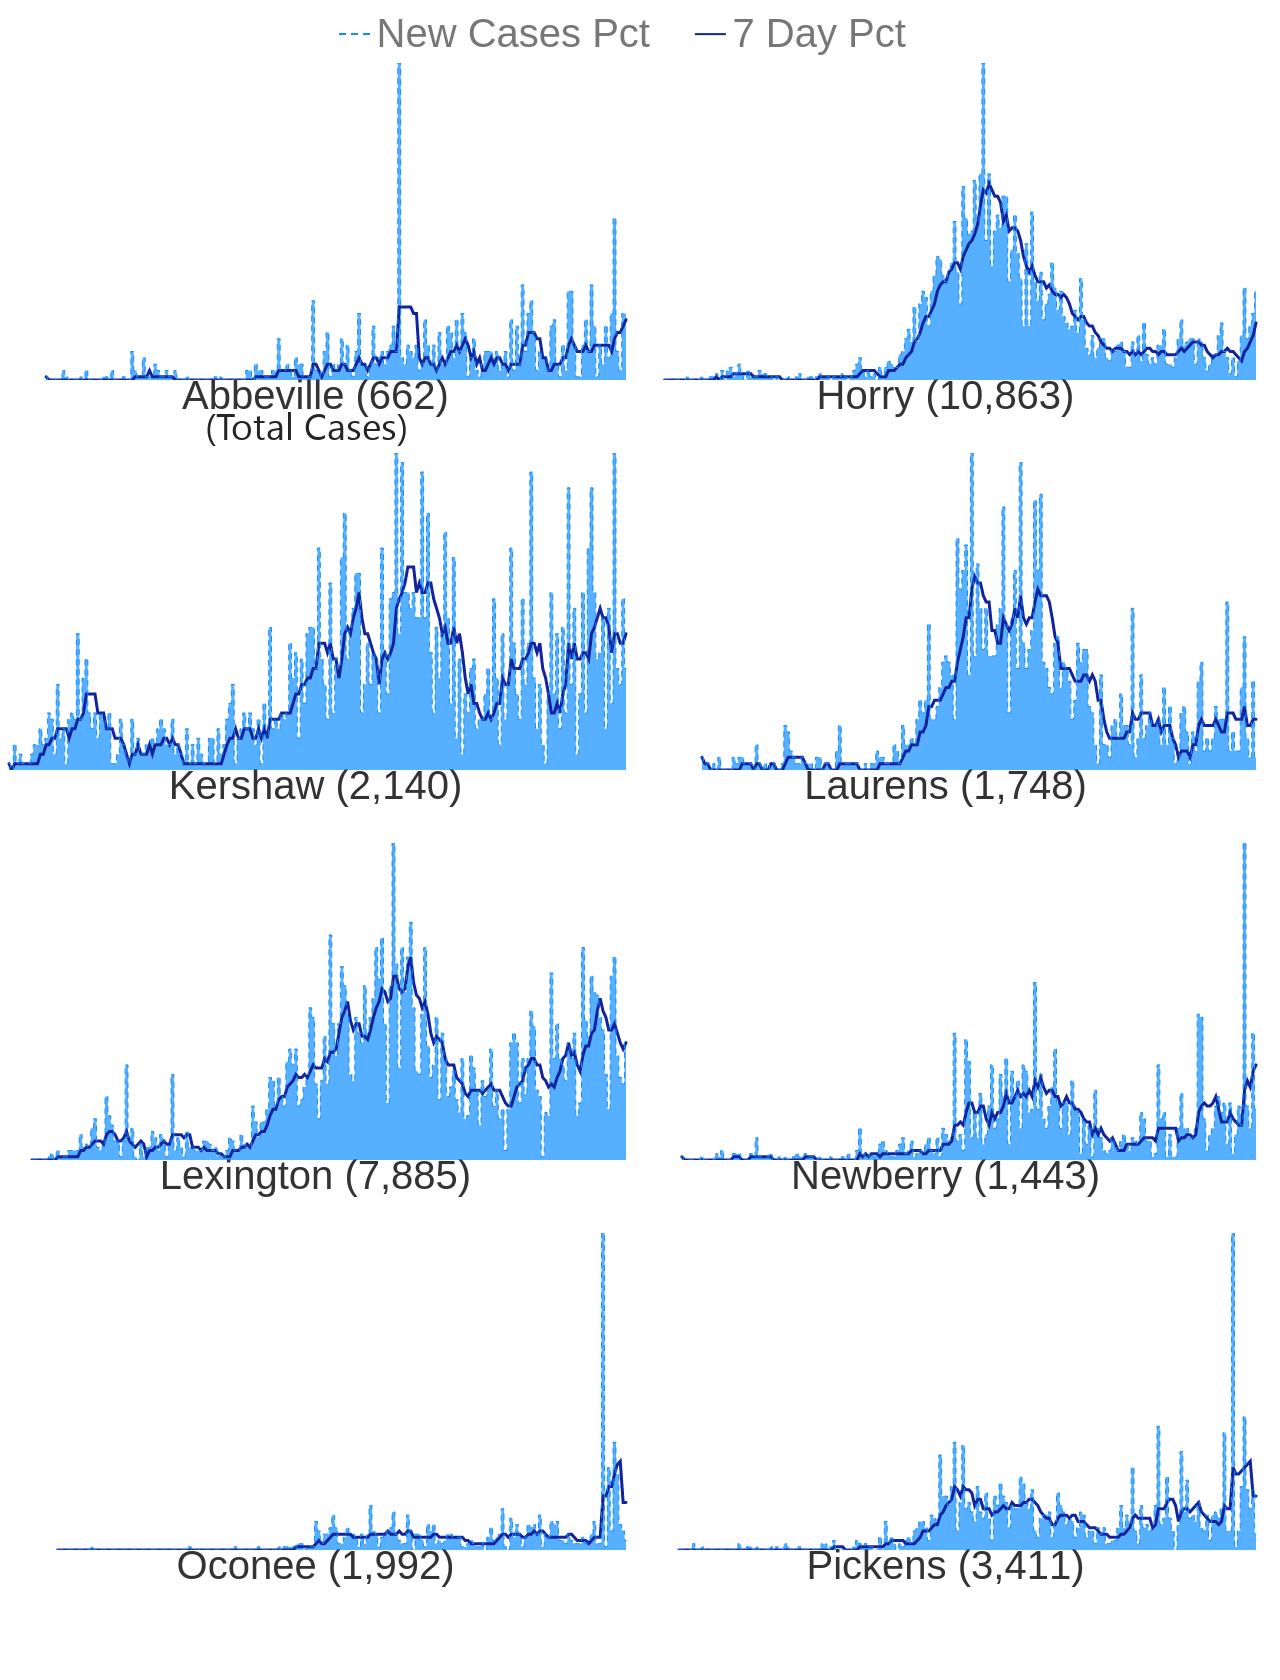 New Cases Pct 7 Day Pct
Abbeville (662) Horry (10,863)
(Total Cases)
Kershaw (2,140) Laurens (1,748)
Lexington (7,885) Newberry (1,443)
Oconee (1,992) Pickens (3,411)